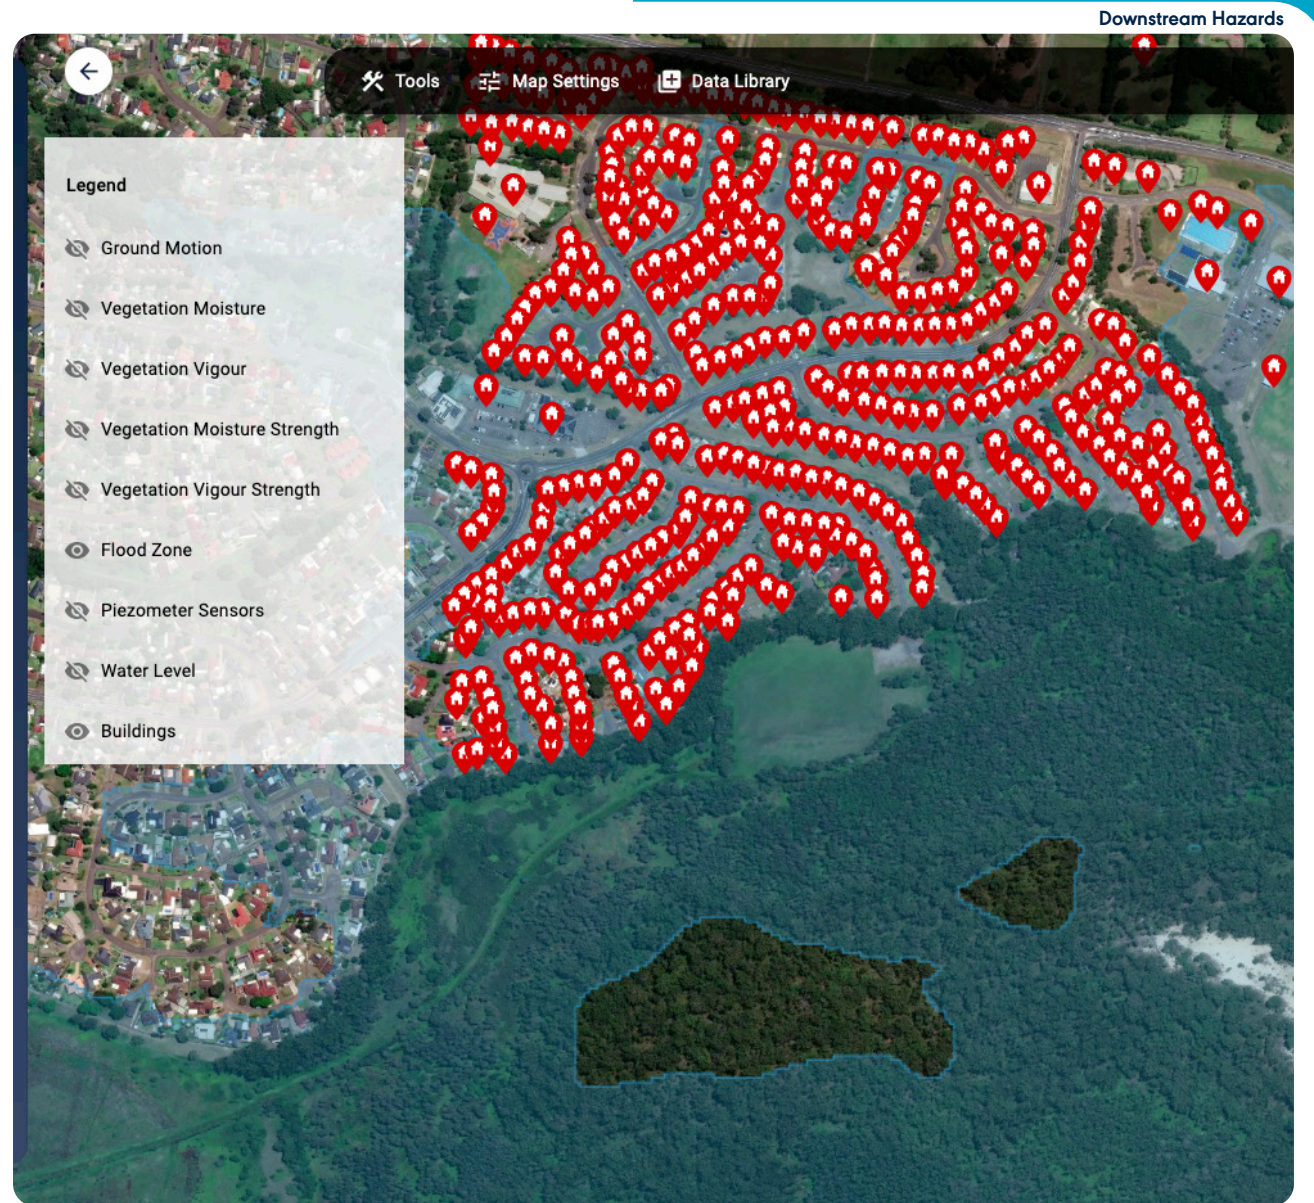 Downstream Hazards
Tools
Map Settings
Data Library
Legend
Ground Motion
Vegetation Moisture
Vegetation Vigour
Vegetation Moisture Strength
Vegetation Vigour Strength
Flood Zone
Piezometer Sensors
Water Level
Buildings